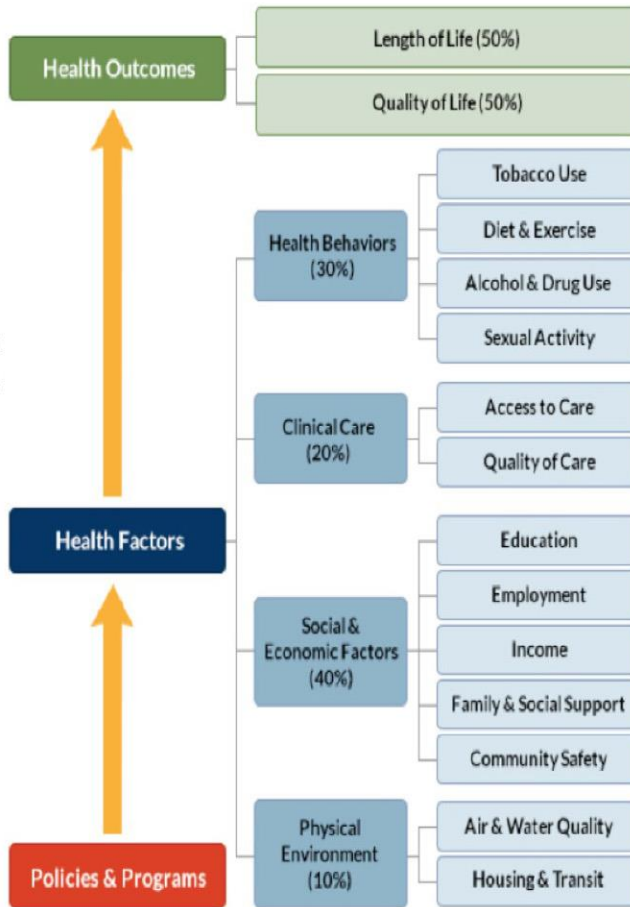 Health Outcomes
Length of Life (50%)
Quality of Life (50%)
Health Factors
Health Behaviors
(30%)
Tobacco Use
Diet & Exercise
Alcohol & Drug Use
Sexual Activity
Clinical Care
(20%)
Access to Care
Quality of Care
Social &
Economic Factors
(40%)
Education
Employment
Income
Family & Social Support
Community Safety
Physical
Environment
(10%)
Air & Water Quality
Housing & Transit
Policies & Programs